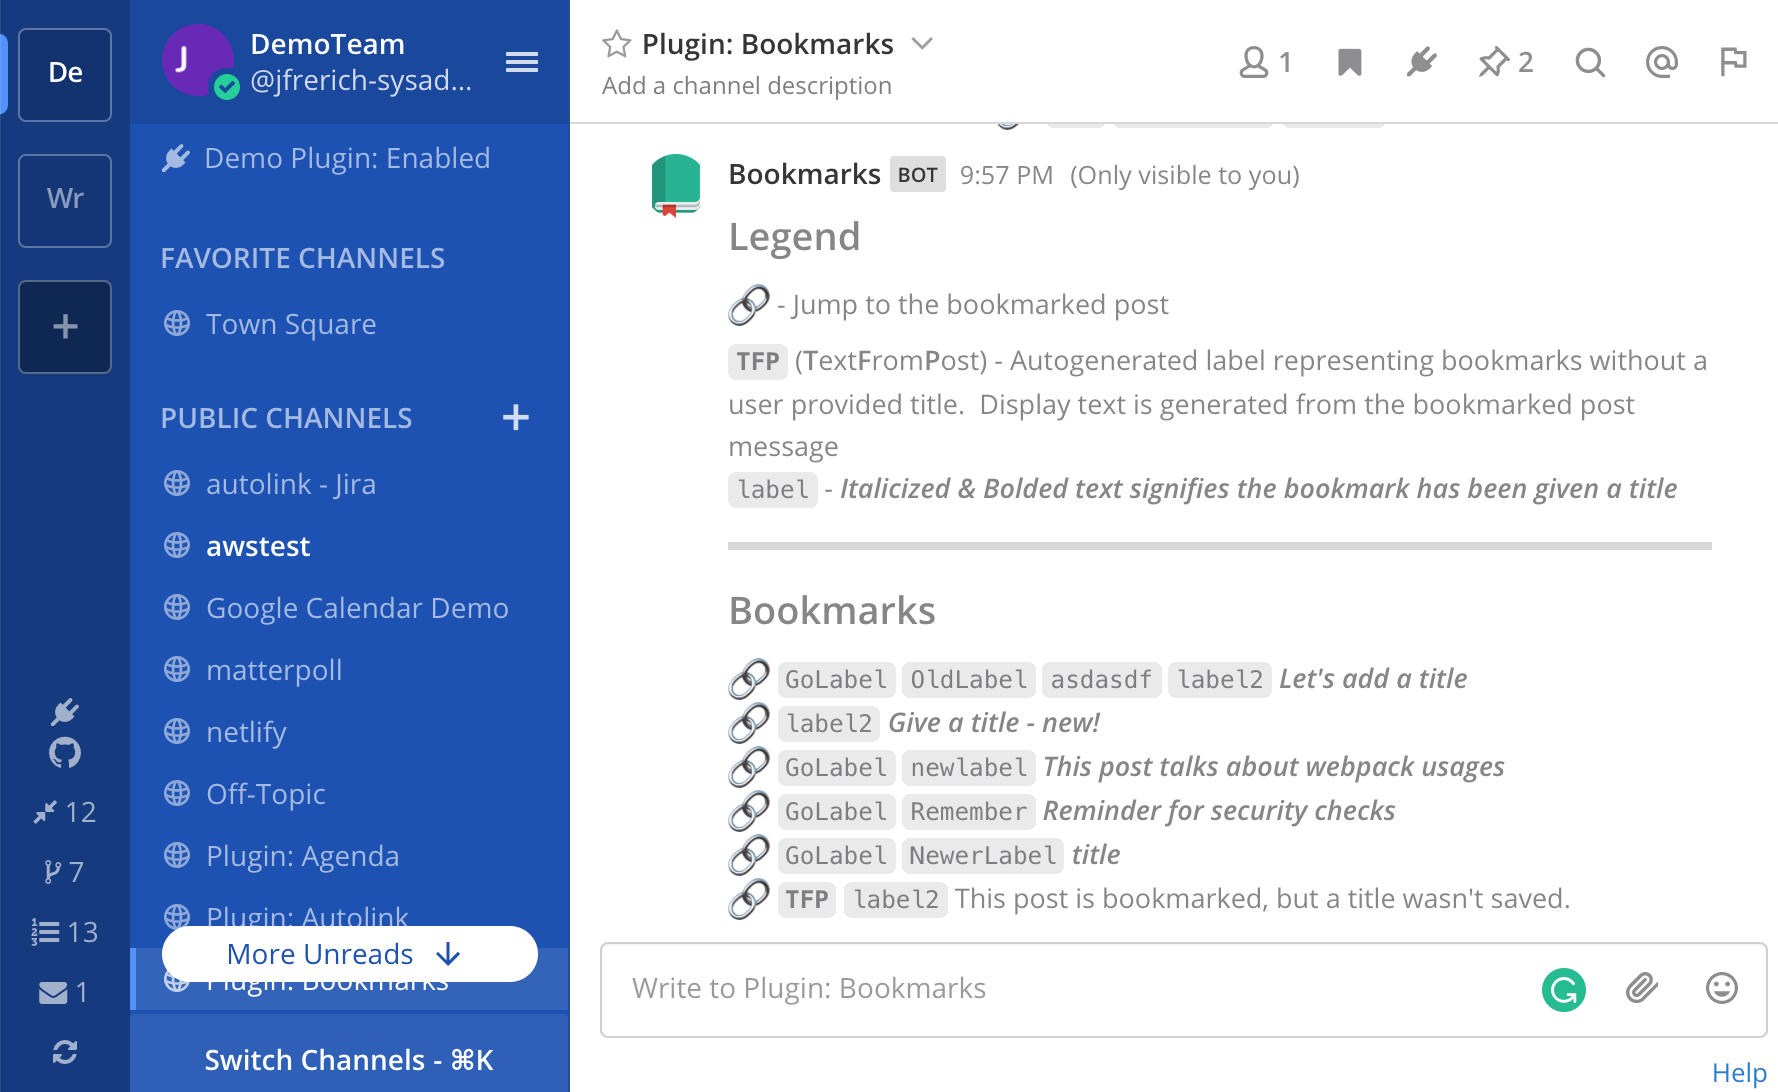 De
Wr
+
12
7
13
1
J
DemoTeam
@jfrerich-sysad...
Demo Plugin: Enabled
FAVORITE CHANNELS
Town Square
PUBLIC CHANNELS +
autolink - Jira
awstest
Google Calendar Demo
matterpoll
netlify
Off-Topic
Plugin: Agenda
Plugin: Autolink
More Unreads
Plugin: Bookmarks
Switch Channels - ⌘K
Plugin: Bookmarks
Add a channel description
1
2
Bookmarks BOT 9:57 PM (Only visible to you)
Legend
- Jump to the bookmarked post
TFP (TextFromPost) - Autogenerated label representing bookmarks without a
user provided title. Display text is generated from the bookmarked post
message
label - Italicized & Bolded text signifies the bookmark has been given a title
Bookmarks
GoLabel OldLabel asdasdf label2 Let's add a title
label2 Give a title - new!
GoLabel newlabel This post talks about webpack usages
GoLabel Remember Reminder for security checks
GoLabel NewerLabel title
TFP label2 This post is bookmarked, but a title wasn't saved.
Write to Plugin: Bookmarks
Help